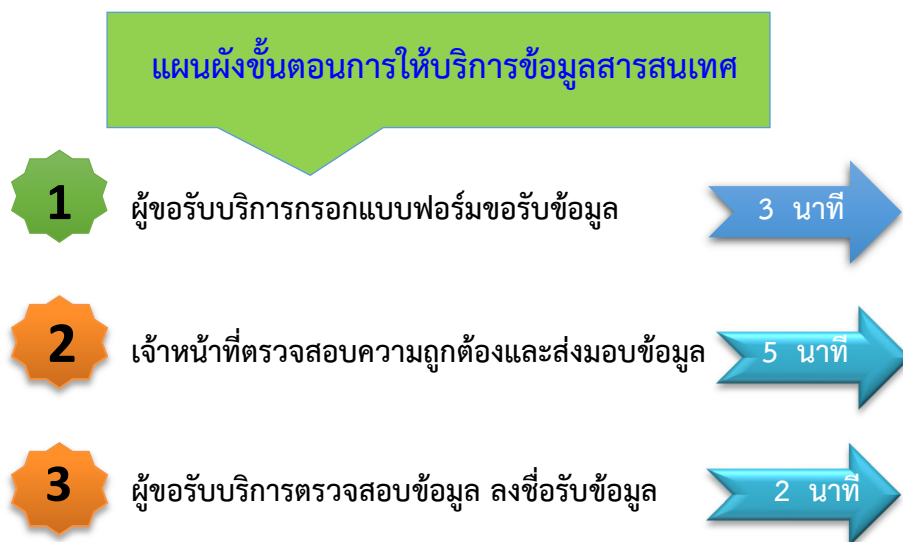 แผนผังขั้นตอนการให้บริการข้อมูลสารสนเทศ
1 ผู้ขอรับบริการกรอกแบบฟอร์มขอรับข้อมูล 3 นาที
2 เจ้าหน้าที่ตรวจสอบความถูกต้องและส่งมอบข้อมูล 5 นาที
3 ผู้ขอรับบริการตรวจสอบข้อมูล ลงชื่อรับข้อมูล 2 นาที